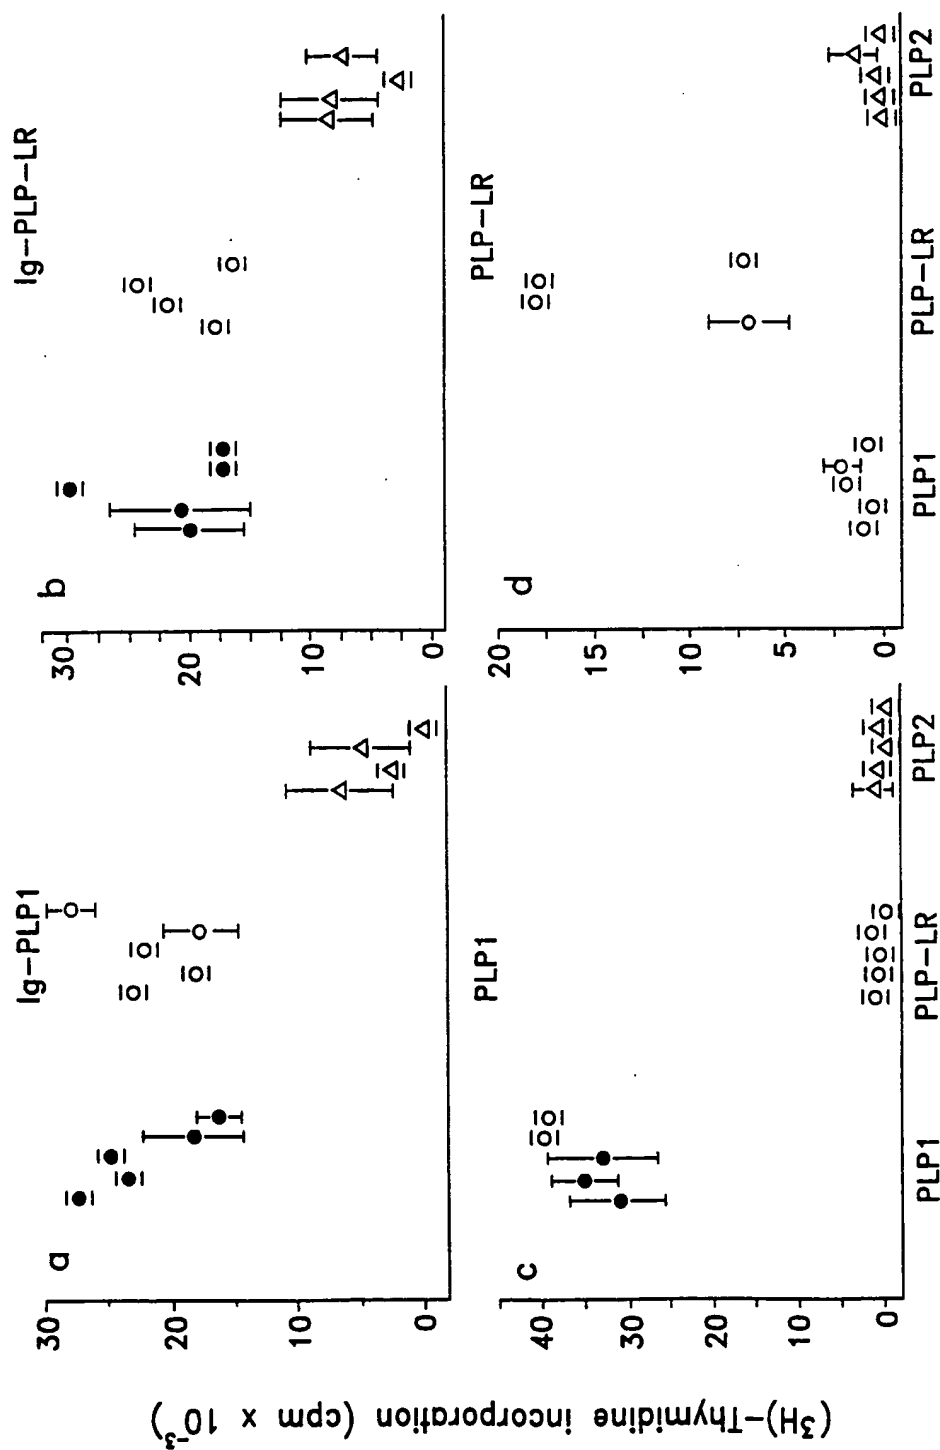 (³H)-Thymidine incorporation (cpm x 10⁻³)
a
Ig-PLP1
30
20
10
0
b
Ig-PLP-LR
30
20
10
0
c
PLP1
40
30
20
10
0
PLP1
PLP-LR
PLP2
d
PLP-LR
20
15
10
5
0
PLP1
PLP-LR
PLP2